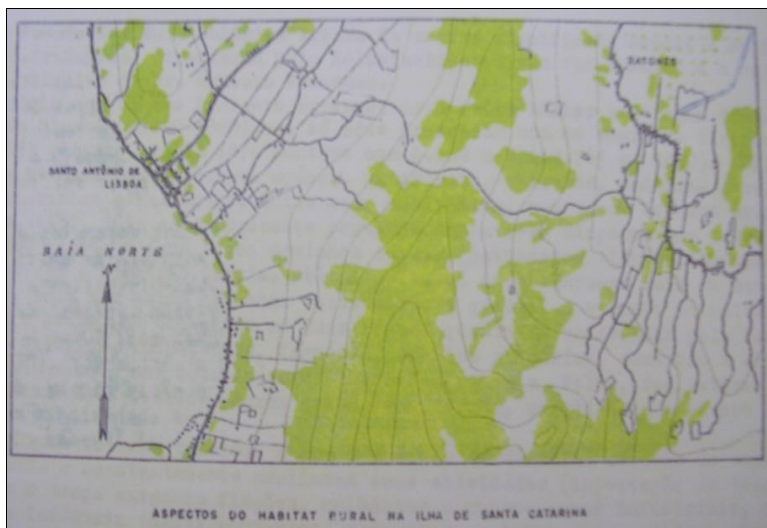 RATONES
SANTO ANTÔNIO DE
LISBOA
BAÍA NORTE
N
ASPECTOS DO HABITAT RURAL NA ILHA DE SANTA CATARINA